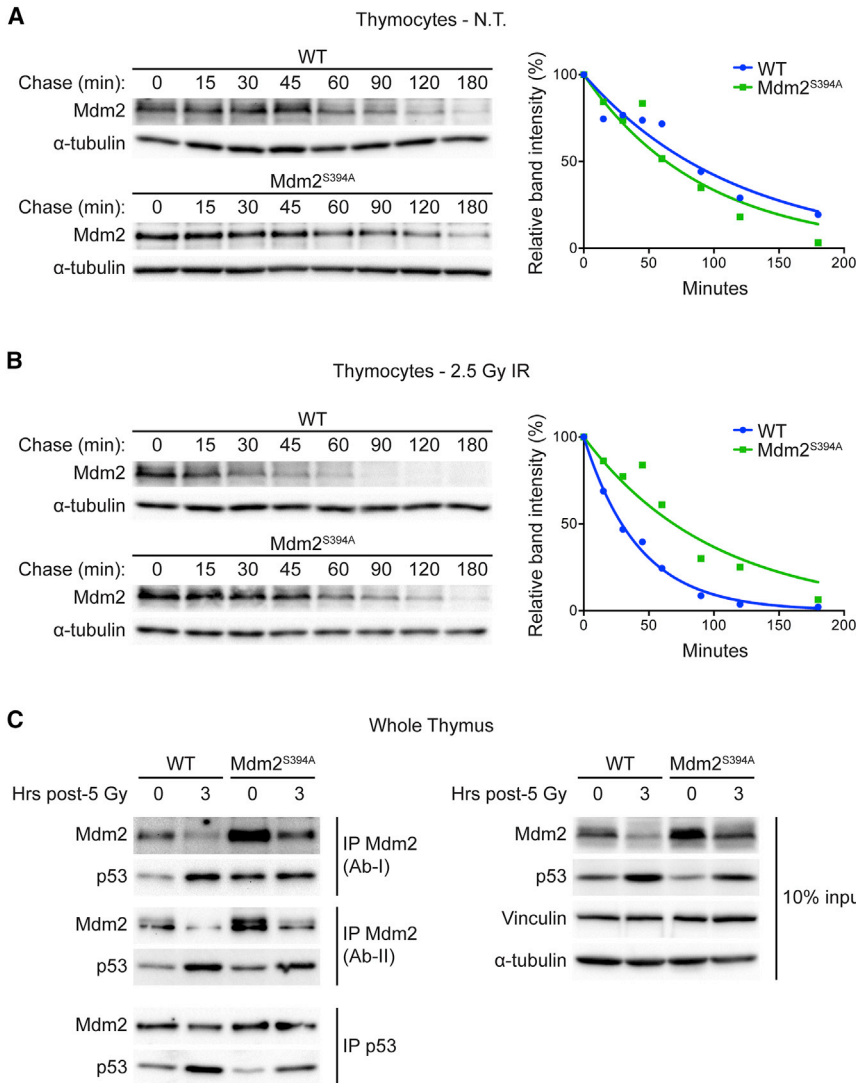 A
Thymocytes - N.T.
WT
Chase (min): 0 15 30 45 60 90 120 180
Mdm2
α-tubulin
Mdm2S394A
Chase (min): 0 15 30 45 60 90 120 180
Mdm2
α-tubulin
Relative band intensity (%)
100
50
0
0 50 100 150 200
Minutes
WT
Mdm2S394A
B
Thymocytes - 2.5 Gy IR
WT
Chase (min): 0 15 30 45 60 90 120 180
Mdm2
α-tubulin
Mdm2S394A
Chase (min): 0 15 30 45 60 90 120 180
Mdm2
α-tubulin
Relative band intensity (%)
100
50
0
0 50 100 150 200
Minutes
WT
Mdm2S394A
C
Whole Thymus
WT Mdm2S394A
Hrs post-5 Gy 0 3 0 3
Mdm2
p53
IP Mdm2
(Ab-I)
Mdm2
p53
IP Mdm2
(Ab-II)
Mdm2
p53
IP p53
WT Mdm2S394A
Hrs post-5 Gy 0 3 0 3
Mdm2
p53
Vinculin
α-tubulin
10% inpu